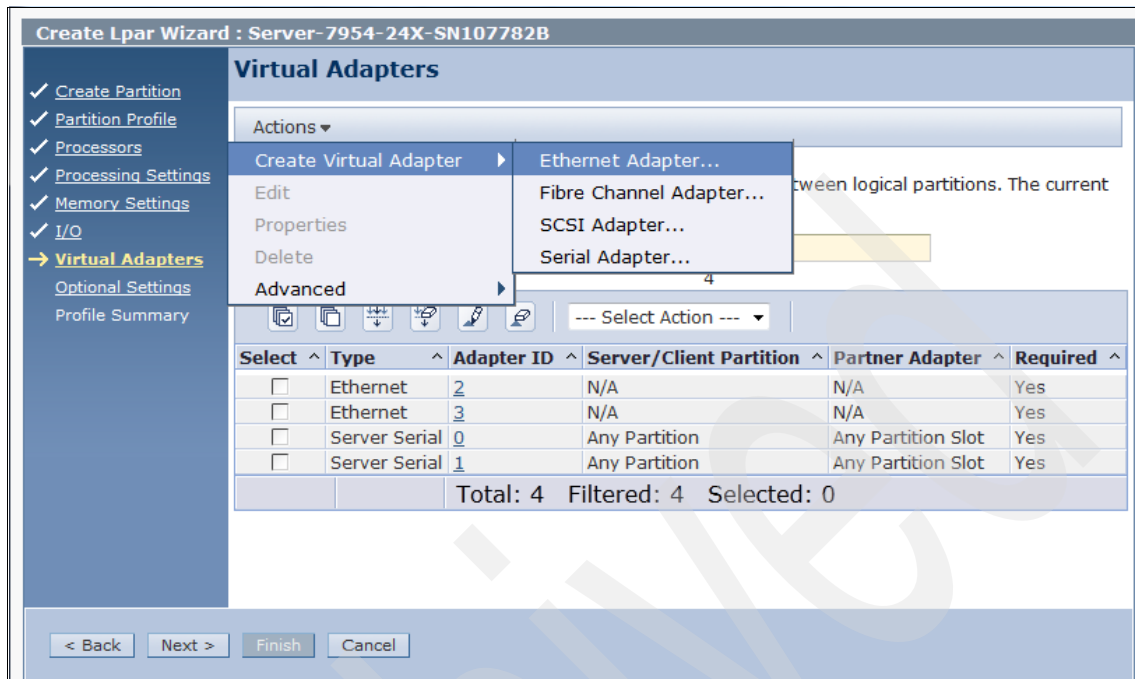 Create Lpar Wizard : Server-7954-24X-SN107782B
Create Partition
Partition Profile
Processors
Processing Settings
Memory Settings
I/O
Virtual Adapters
Optional Settings
Profile Summary
Virtual Adapters
Actions
Create Virtual Adapter
Edit
Properties
Delete
Advanced
Ethernet Adapter...
Fibre Channel Adapter...
SCSI Adapter...
Serial Adapter...
tween logical partitions. The current
4
--- Select Action ---
Select ^ Type ^ Adapter ID ^ Server/Client Partition ^ Partner Adapter ^ Required ^
Ethernet 2 N/A N/A Yes
Ethernet 3 N/A N/A Yes
Server Serial 0 Any Partition Any Partition Slot Yes
Server Serial 1 Any Partition Any Partition Slot Yes
Total: 4 Filtered: 4 Selected: 0
< Back Next > Finish Cancel